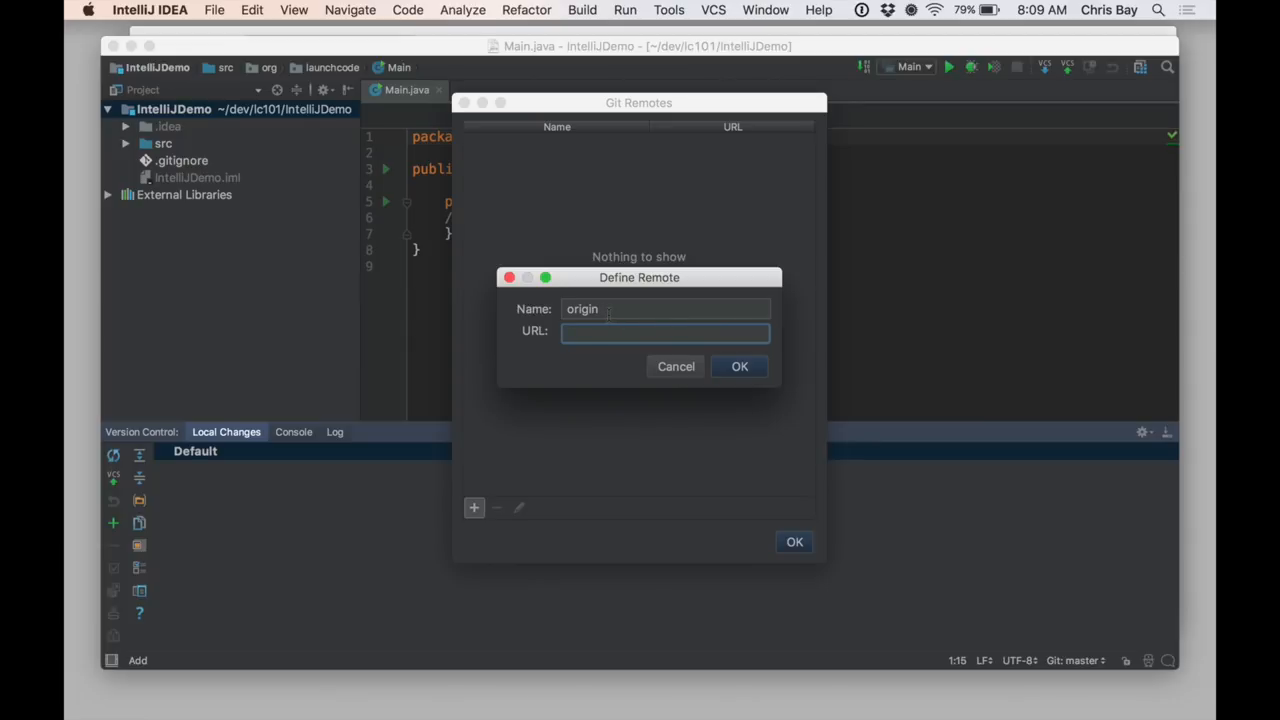 IntelliJ IDEA File Edit View Navigate Code Analyze Refactor Build Run Tools VCS Window Help 79% 8:09 AM Chris Bay
Main.java - IntelliJDemo - [~/dev/lc101/IntelliJDemo]
IntelliJDemo src org launchcode Main Main VCS VCS
Project Main.java
Git Remotes
IntelliJDemo ~/dev/lc101/IntelliJDemo
Name URL
.idea
src
.gitignore
IntelliJDemo.iml
External Libraries
1 packa
2
3 publi
4
5 p
6 /
7 }
8 }
9
Nothing to show
Define Remote
Name: origin
URL:
Cancel OK
Version Control: Local Changes Console Log
Default
VCS
OK
Add 1:15 LF UTF-8 Git: master